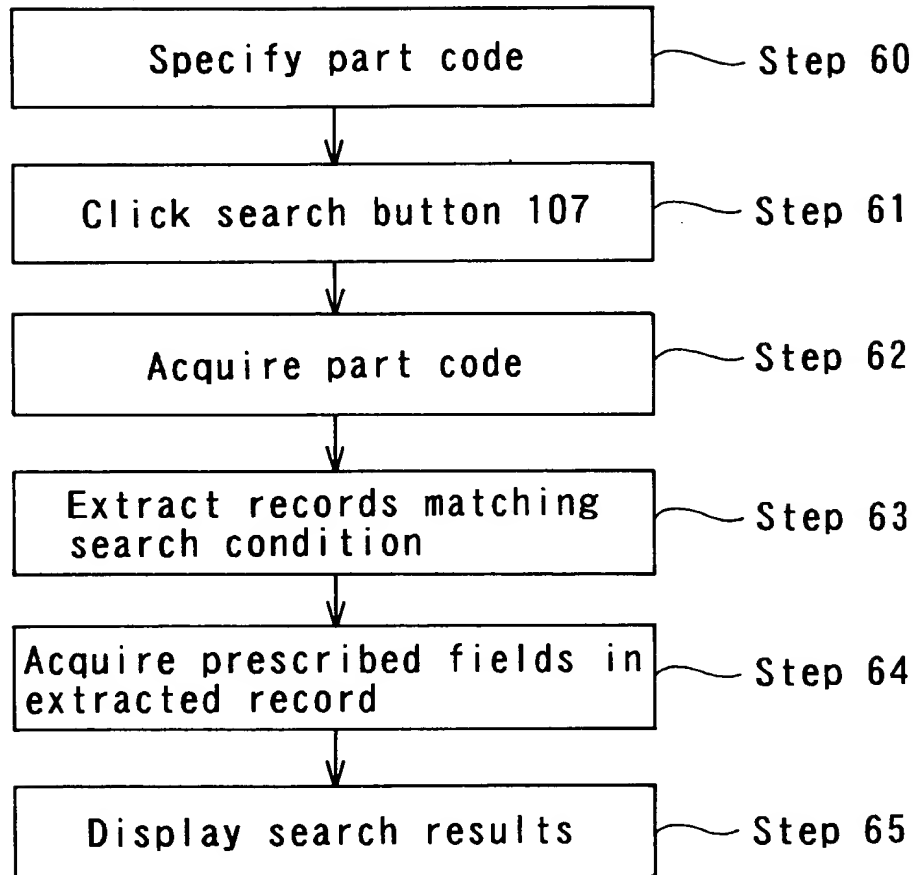 Specify part code
Step 60
Click search button 107
Step 61
Acquire part code
Step 62
Extract records matching
search condition
Step 63
Acquire prescribed fields in
extracted record
Step 64
Display search results
Step 65